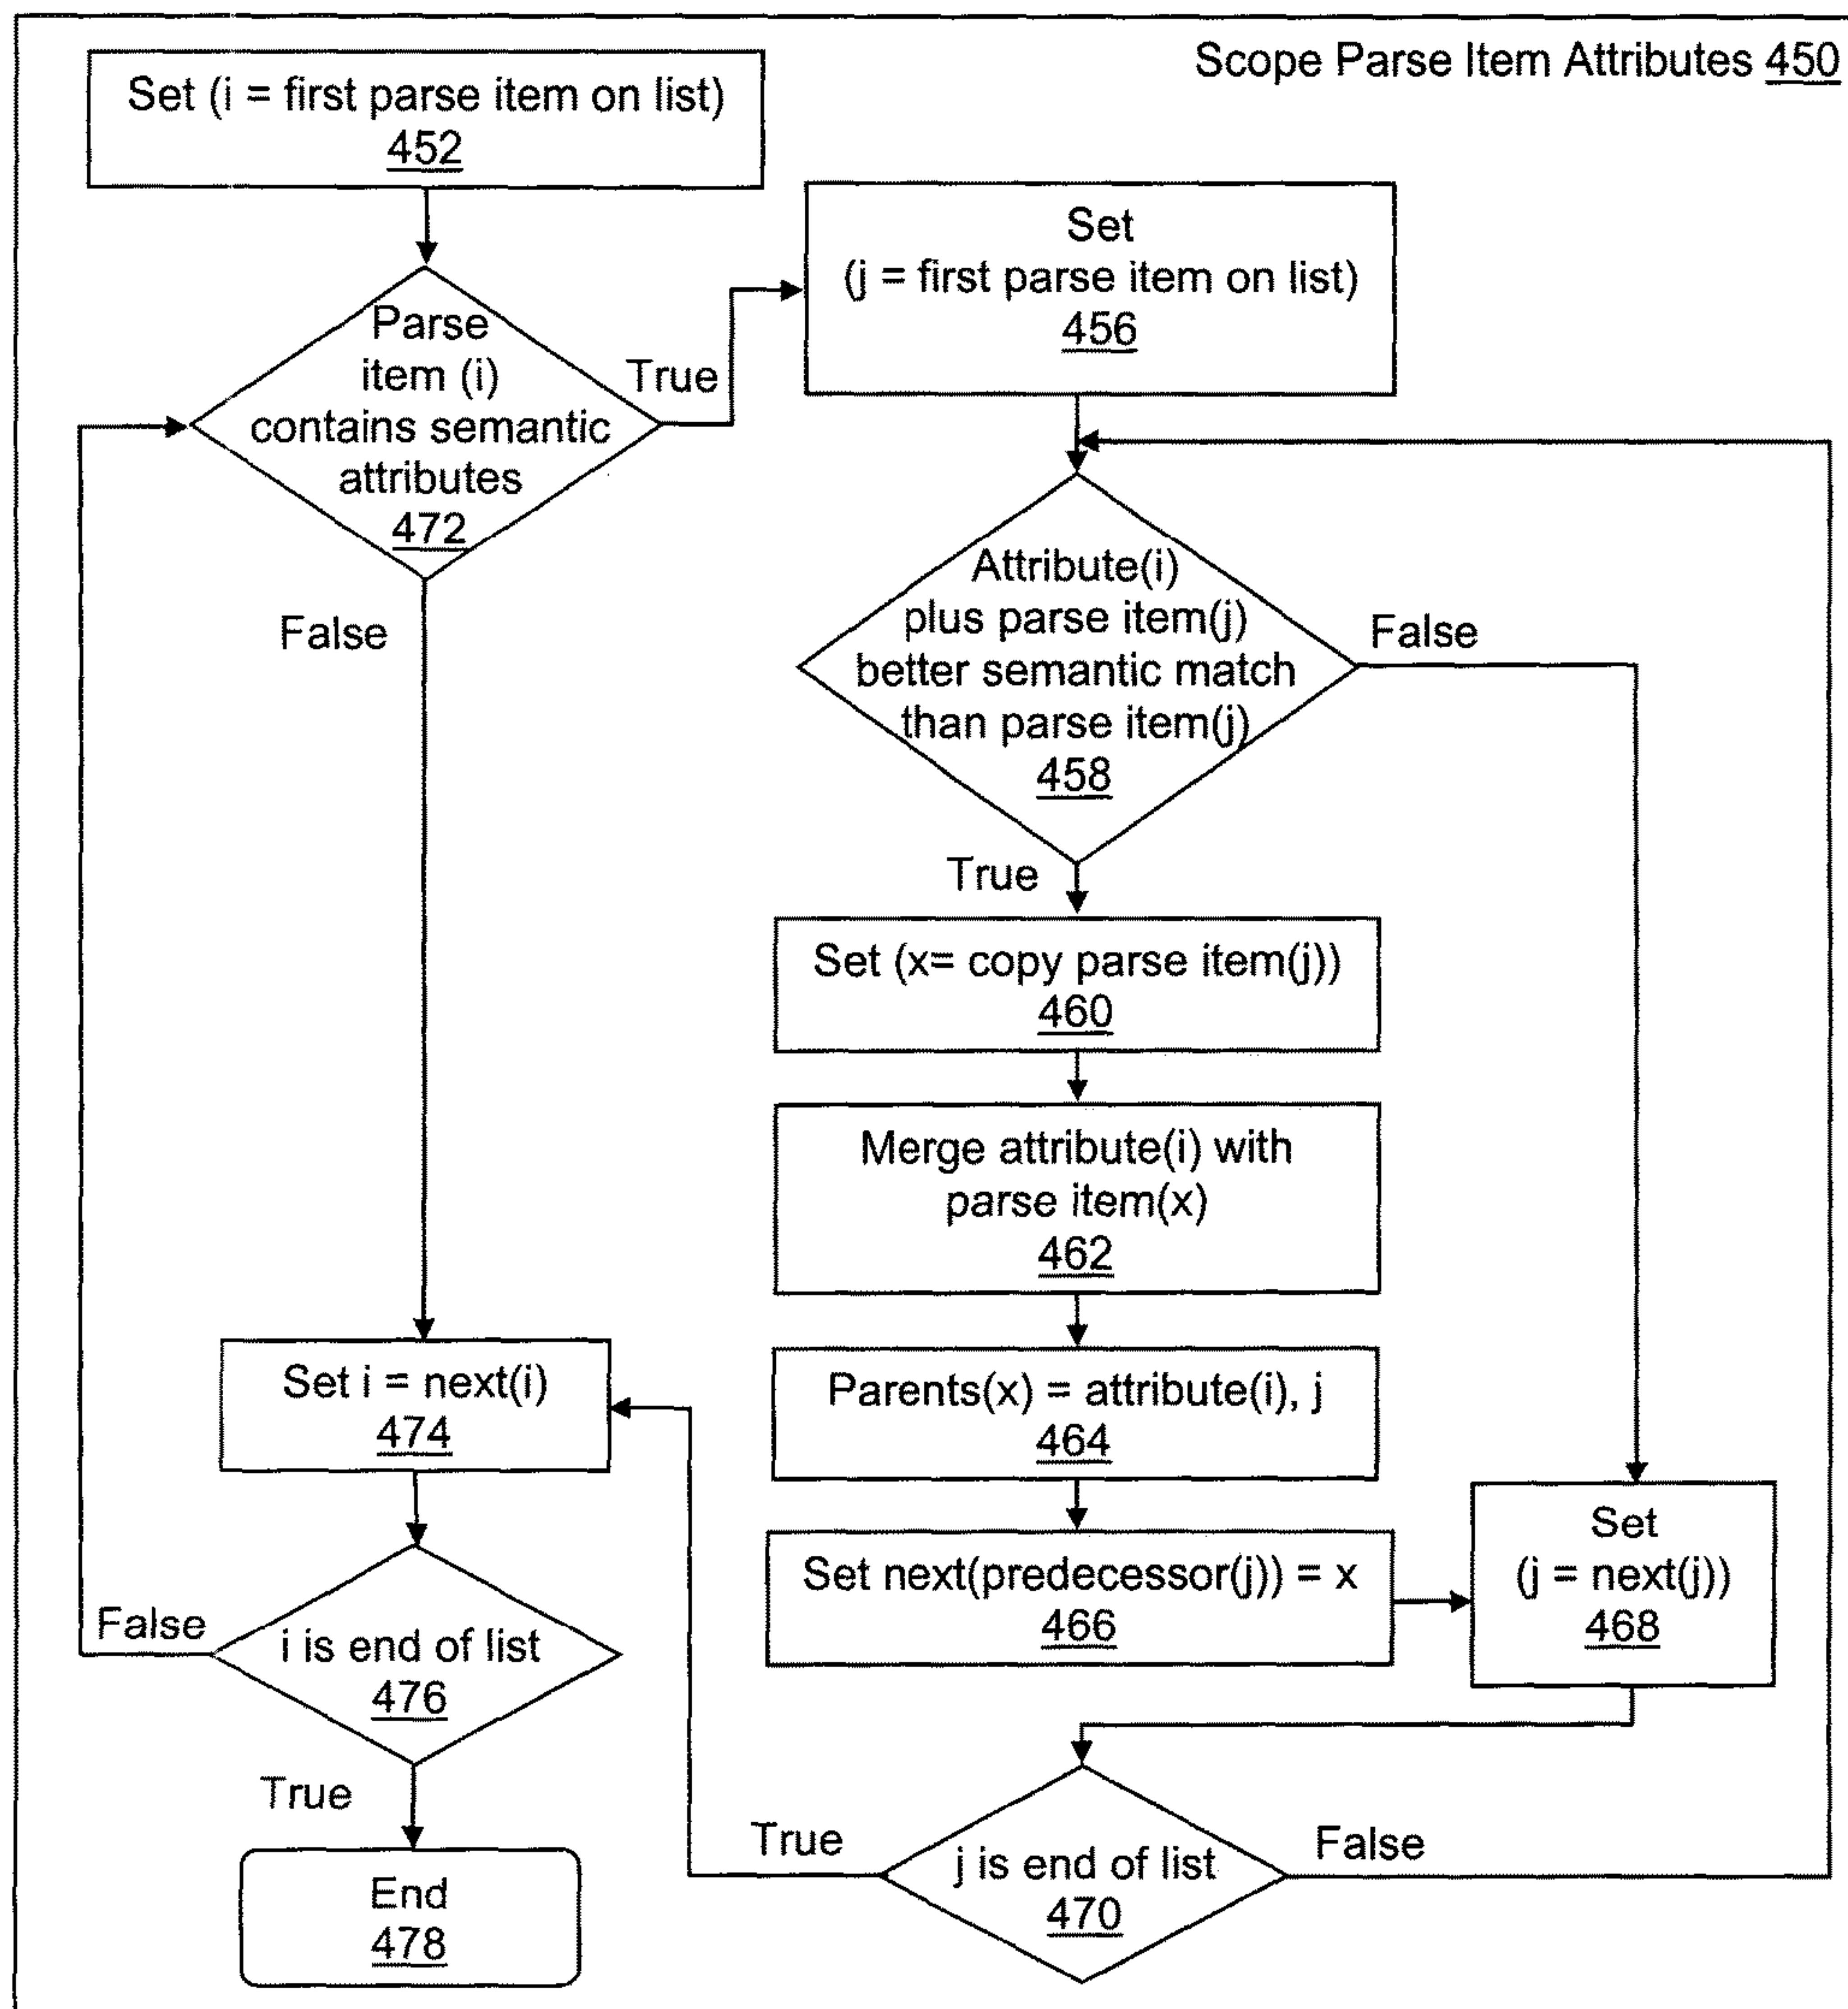 Scope Parse Item Attributes 450
Set (i = first parse item on list)
452
Parse
item (i)
contains semantic
attributes
472
True
False
Set
(j = first parse item on list)
456
Attribute(i)
plus parse item(j)
better semantic match
than parse item(j)
458
False
True
Set (x= copy parse item(j))
460
Merge attribute(i) with
parse item(x)
462
Parents(x) = attribute(i), j
464
Set next(predecessor(j)) = x
466
Set
(j = next(j))
468
j is end of list
470
True
False
Set i = next(i)
474
i is end of list
476
False
True
End
478